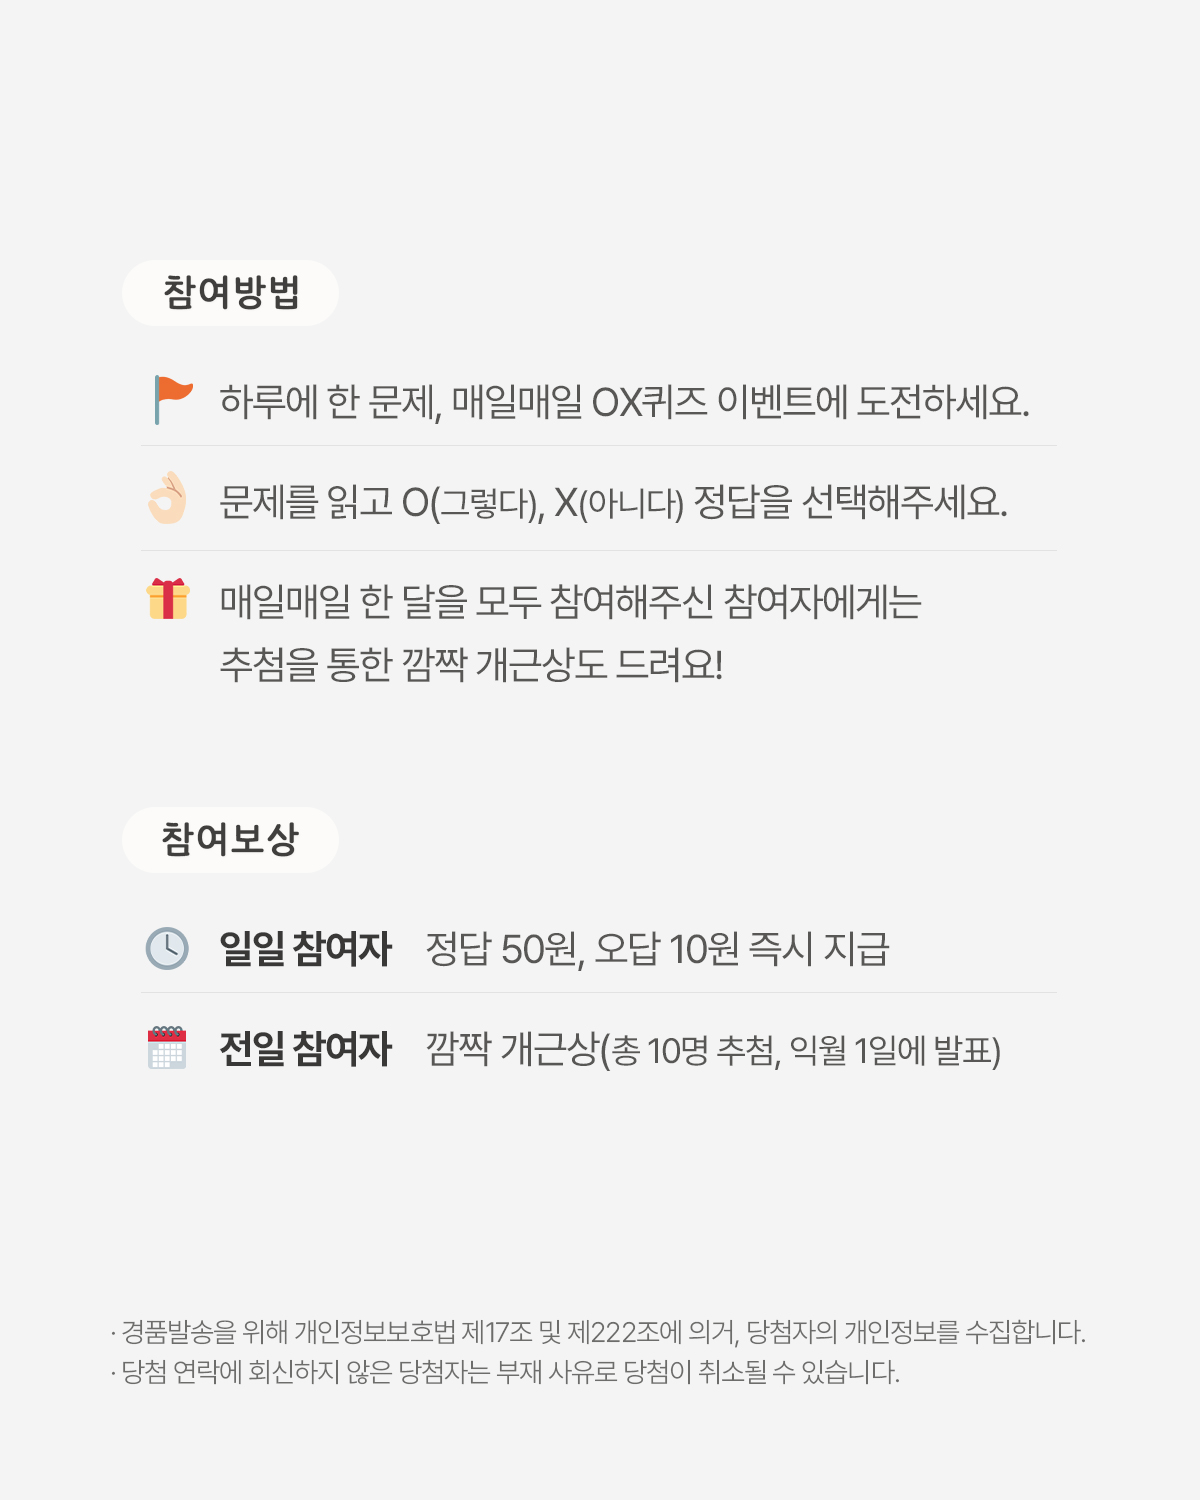 참여방법
하루에 한 문제, 매일매일 OX퀴즈 이벤트에 도전하세요.
문제를 읽고 O(그렇다), X(아니다) 정답을 선택해주세요.
매일매일 한 달을 모두 참여해주신 참여자에게는
추첨을 통한 깜짝 개근상도 드려요!
참여보상
일일 참여자 정답 50원, 오답 10원 즉시 지급
전일 참여자 깜짝 개근상(총 10명 추첨, 익월 1일에 발표)
· 경품발송을 위해 개인정보보호법 제17조 및 제222조에 의거, 당첨자의 개인정보를 수집합니다.
· 당첨 연락에 회신하지 않은 당첨자는 부재 사유로 당첨이 취소될 수 있습니다.